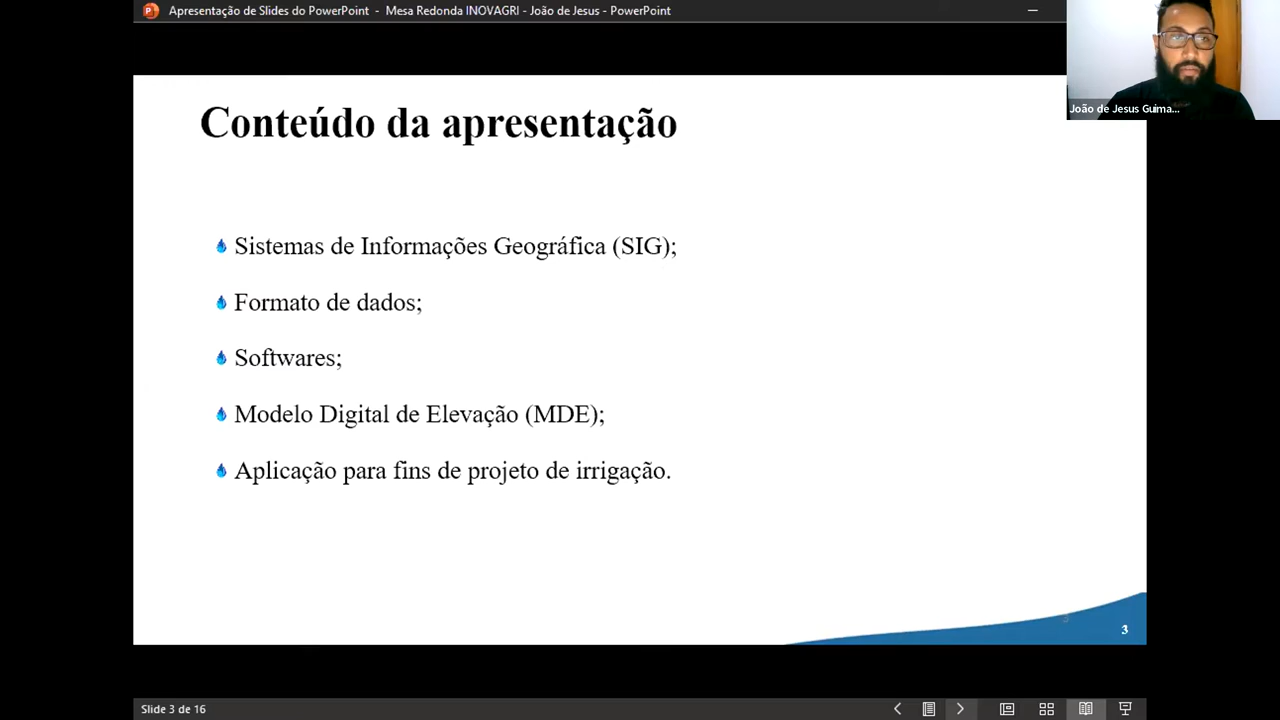 Apresentação de Slides do PowerPoint - Mesa Redonda INOVAGRI - João de Jesus - PowerPoint
João de Jesus Guima...
Conteúdo da apresentação
Sistemas de Informações Geográfica (SIG);
Formato de dados;
Softwares;
Modelo Digital de Elevação (MDE);
Aplicação para fins de projeto de irrigação.
3
3
Slide 3 de 16